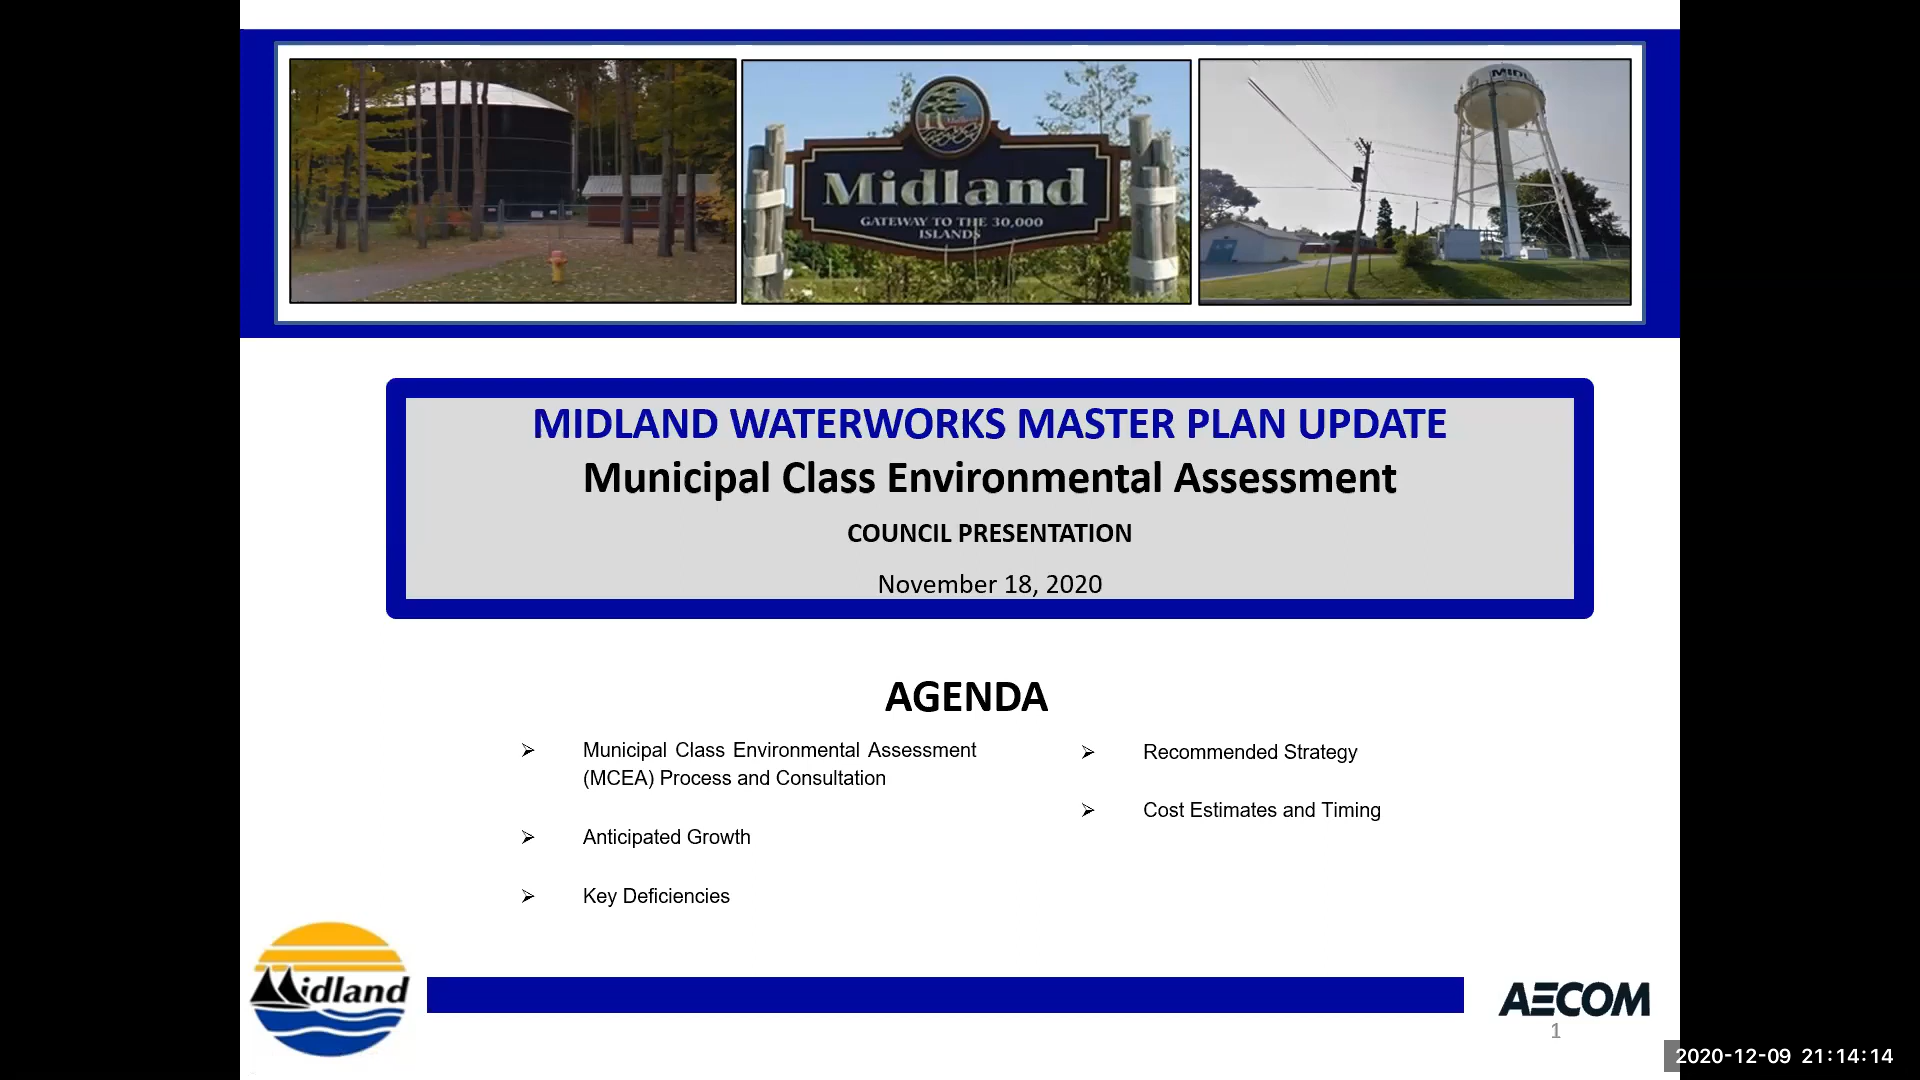 MIDL
Midland
GATEWAY TO THE 30,000
ISLANDS
MIDLAND WATERWORKS MASTER PLAN UPDATE
Municipal Class Environmental Assessment
COUNCIL PRESENTATION
November 18, 2020
AGENDA
Municipal Class Environmental Assessment
(MCEA) Process and Consultation
Anticipated Growth
Key Deficiencies
Recommended Strategy
Cost Estimates and Timing
Midland
AECOM
1
2020-12-09 21:14:14